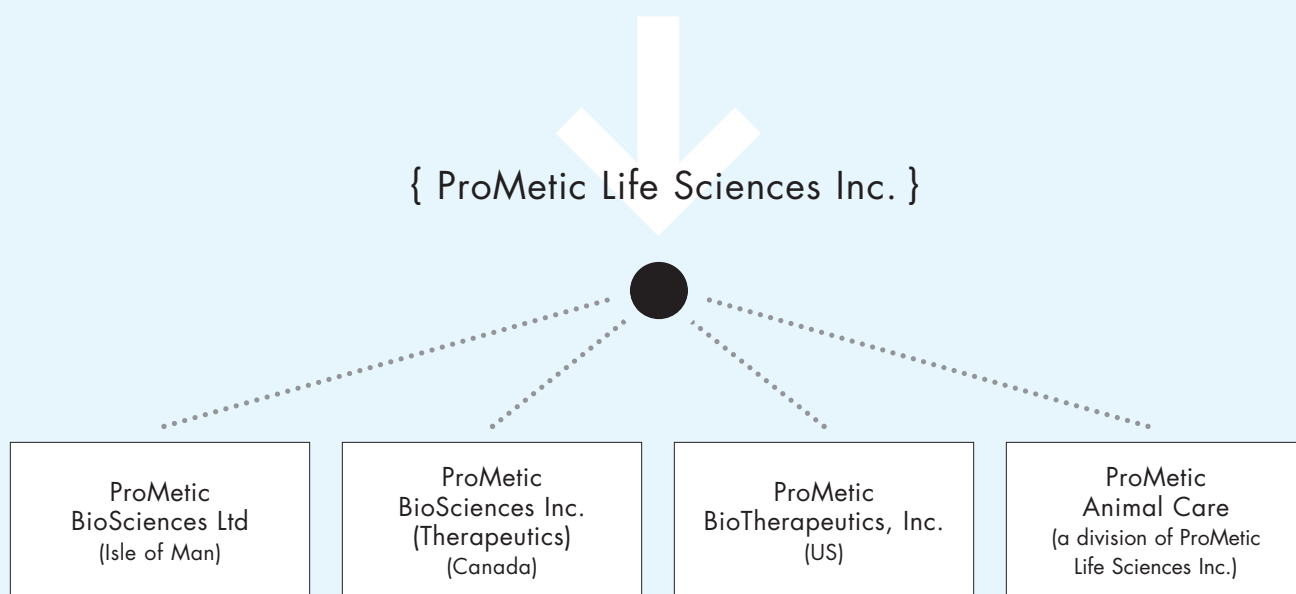 { ProMetic Life Sciences Inc. }
ProMetic
BioSciences Ltd
(Isle of Man)
ProMetic
BioSciences Inc.
(Therapeutics)
(Canada)
ProMetic
BioTherapeutics, Inc.
(US)
ProMetic
Animal Care
(a division of ProMetic
Life Sciences Inc.)